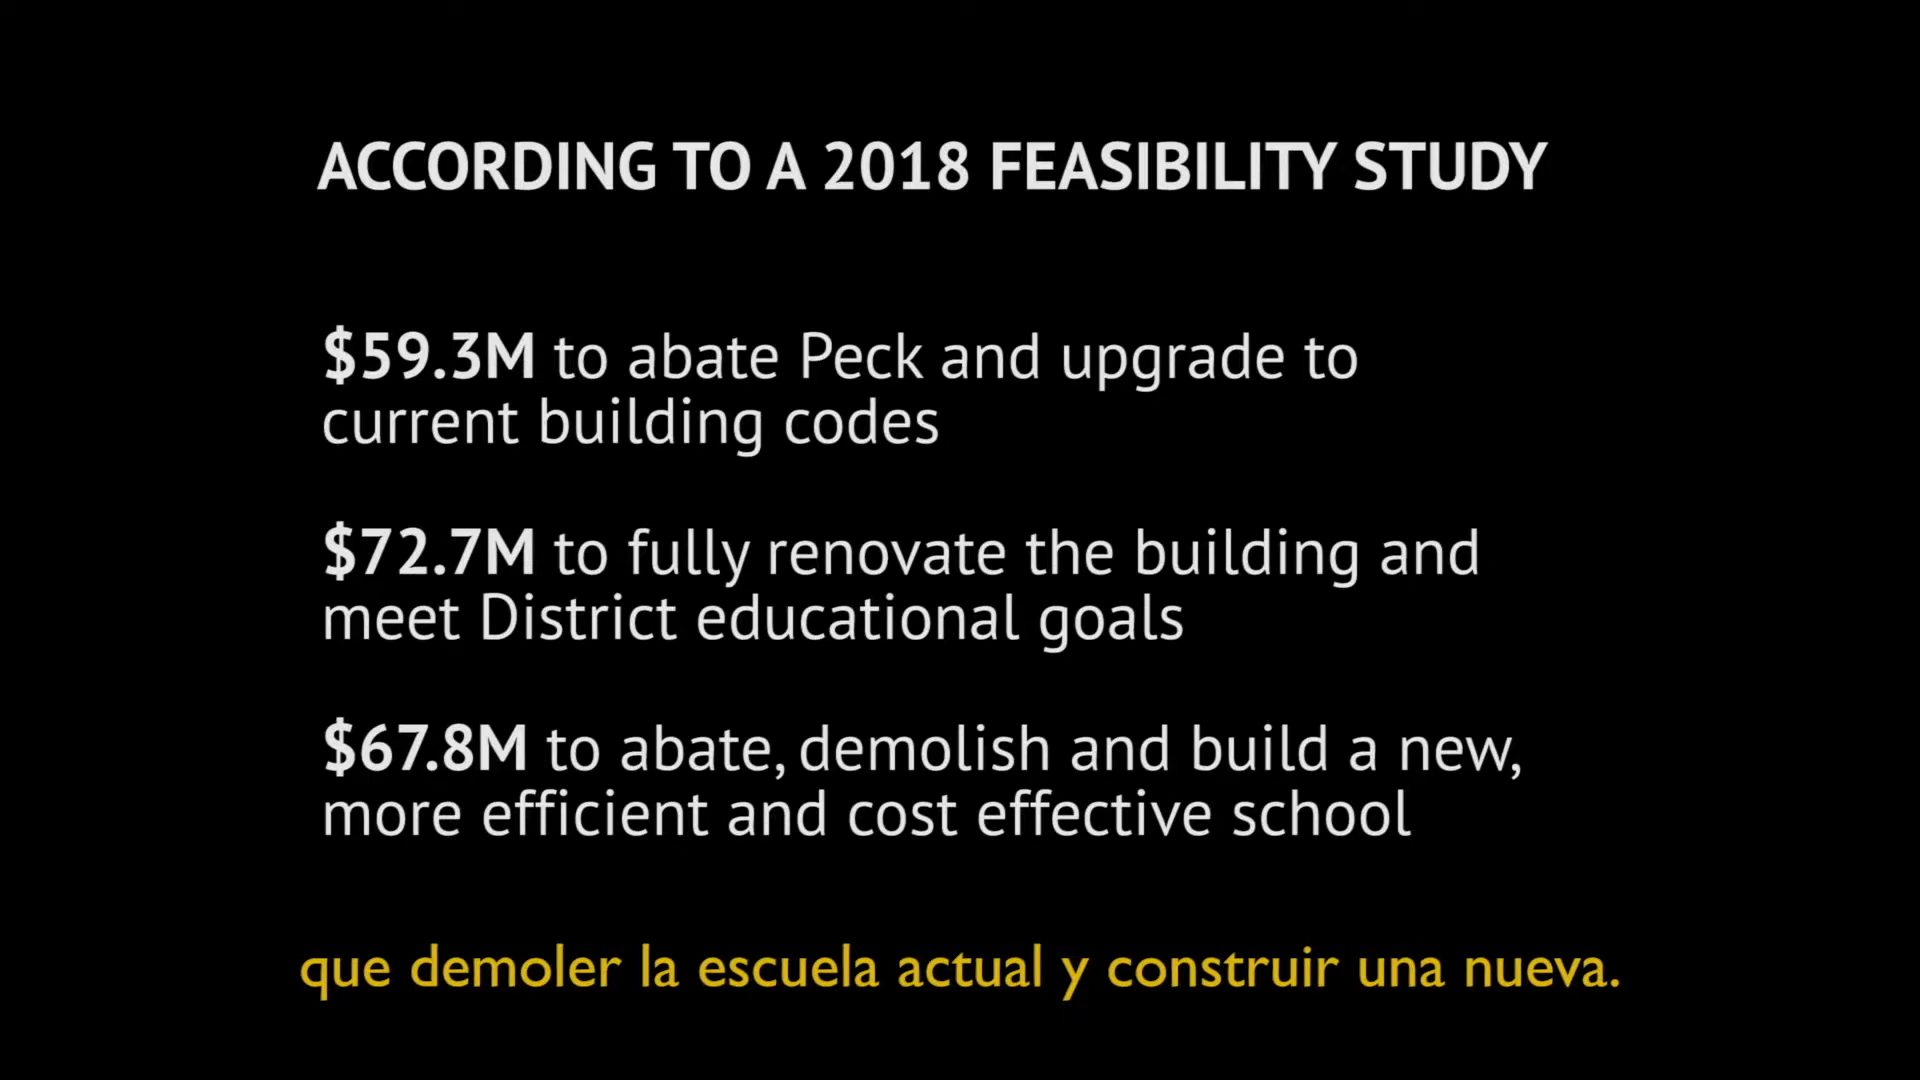 ACCORDING TO A 2018 FEASIBILITY STUDY
$59.3M to abate Peck and upgrade to
current building codes
$72.7M to fully renovate the building and
meet District educational goals
$67.8M to abate, demolish and build a new,
more efficient and cost effective school
que demoler la escuela actual y construir una nueva.